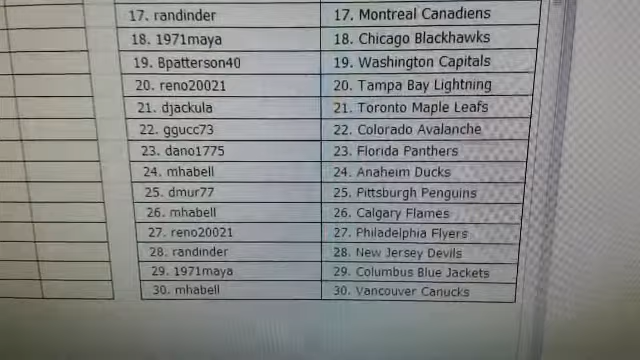 17. randinder 17. Montreal Canadiens
18. 1971maya 18. Chicago Blackhawks
19. Bpatterson40 19. Washington Capitals
20. reno20021 20. Tampa Bay Lightning
21. djackula 21. Toronto Maple Leafs
22. ggucc73 22. Colorado Avalanche
23. dano1775 23. Florida Panthers
24. mhabell 24. Anaheim Ducks
25. dmur77 25. Pittsburgh Penguins
26. mhabell 26. Calgary Flames
27. reno20021 27. Philadelphia Flyers
28. randinder 28. New Jersey Devils
29. 1971maya 29. Columbus Blue Jackets
30. mhabell 30. Vancouver Canucks